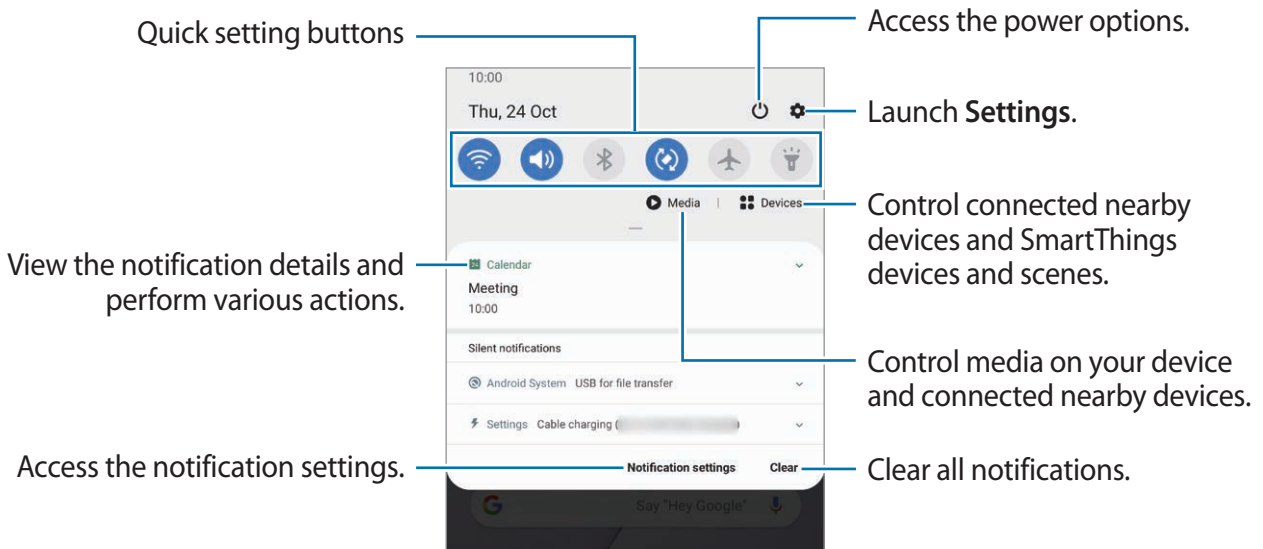 Quick setting buttons
Access the power options.
10:00
Thu, 24 Oct
Launch Settings.
Media | Devices
Control connected nearby
devices and SmartThings
devices and scenes.
View the notification details and
perform various actions.
24 Calendar
Meeting
10:00
Silent notifications
Control media on your device
and connected nearby devices.
Android System USB for file transfer
Settings Cable charging (
)
Access the notification settings.
Notification settings Clear
Clear all notifications.
G Say "Hey Google"